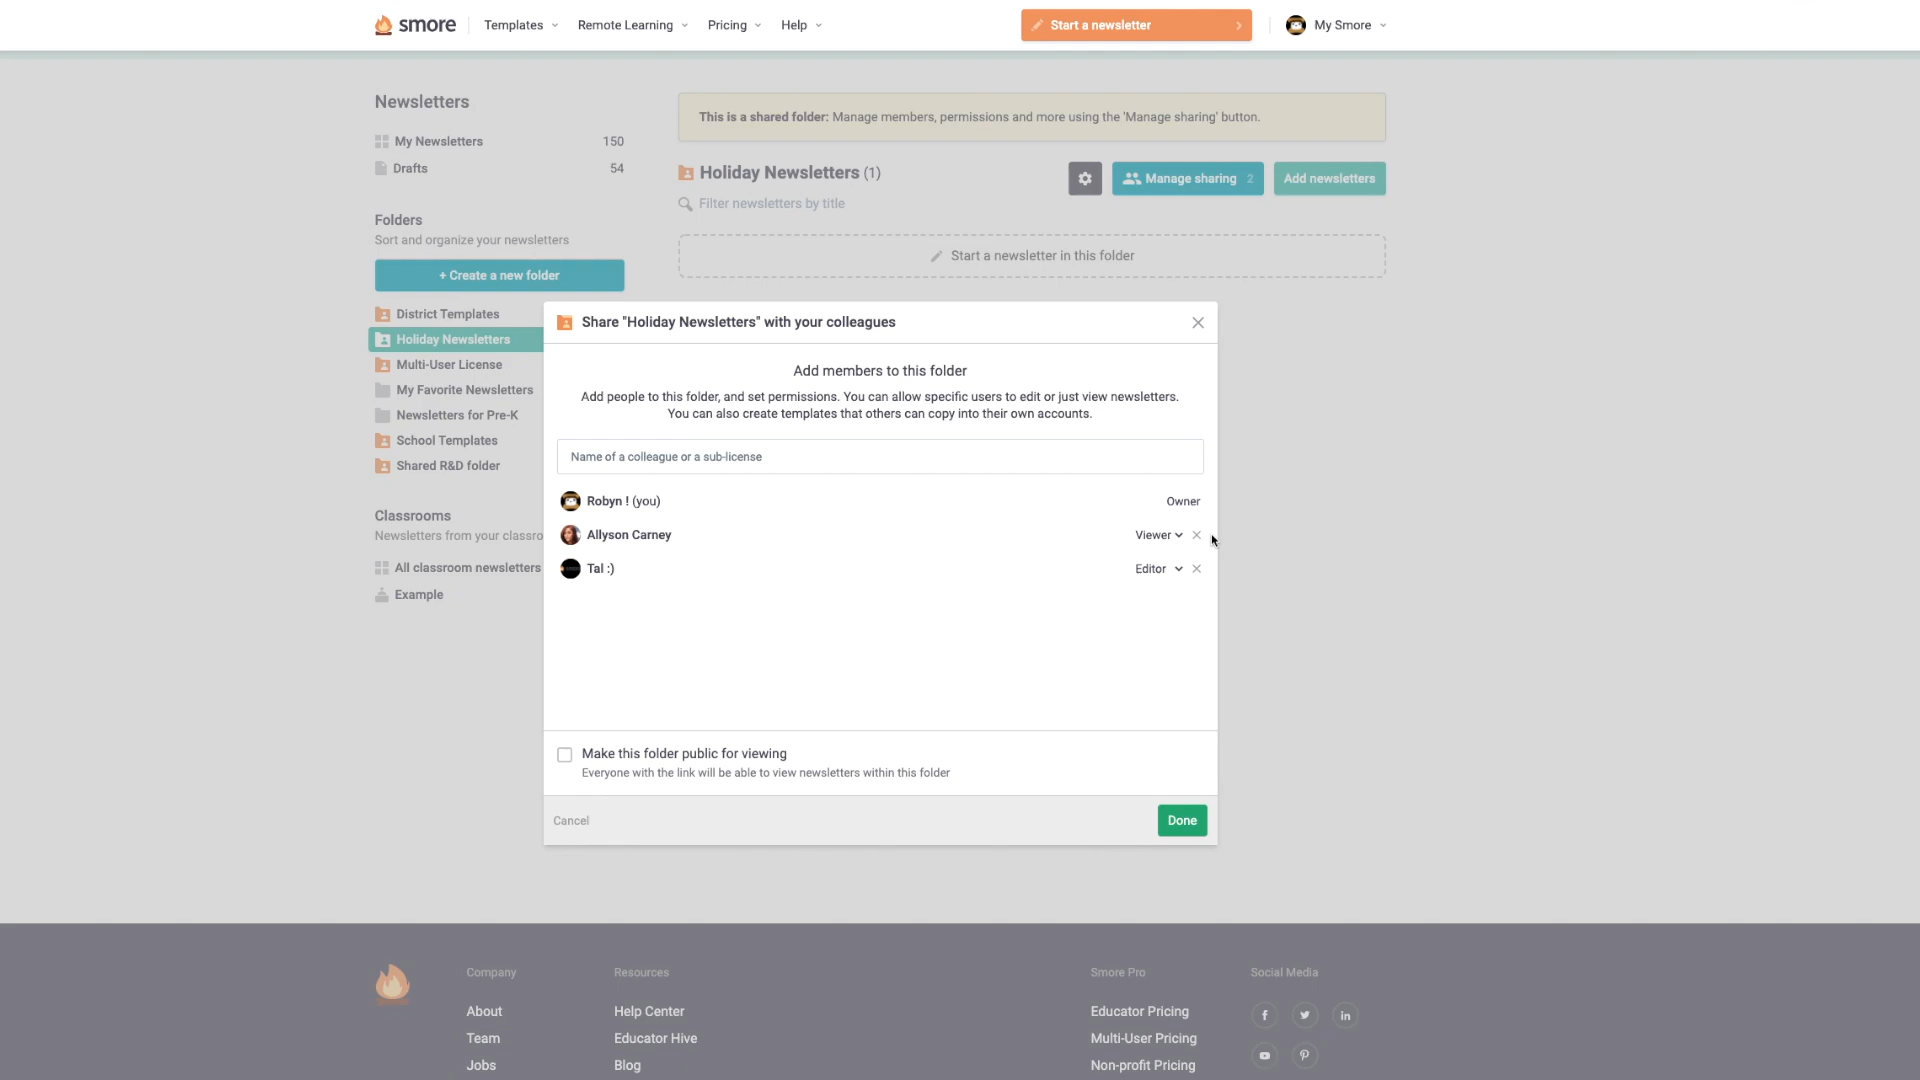 smore
Templates
Remote Learning
Pricing
Help
Start a newsletter
My Smore
Newsletters
My Newsletters 150
Drafts 54
Folders
Sort and organize your newsletters
+ Create a new folder
District Templates
Holiday Newsletters
Multi-User License
My Favorite Newsletters
Newsletters for Pre-K
School Templates
Shared R&D folder
Classrooms
Newsletters from your classro
All classroom newsletters
Example
This is a shared folder: Manage members, permissions and more using the 'Manage sharing' button.
Holiday Newsletters (1)
Manage sharing 2
Add newsletters
Filter newsletters by title
Start a newsletter in this folder
Share "Holiday Newsletters" with your colleagues
Add members to this folder
Add people to this folder, and set permissions. You can allow specific users to edit or just view newsletters.
You can also create templates that others can copy into their own accounts.
Name of a colleague or a sub-license
Robyn ! (you) Owner
Allyson Carney Viewer
Tal :) Editor
Make this folder public for viewing
Everyone with the link will be able to view newsletters within this folder
Cancel
Done
Company
About
Team
Jobs
Resources
Help Center
Educator Hive
Blog
Smore Pro
Educator Pricing
Multi-User Pricing
Non-profit Pricing
Social Media